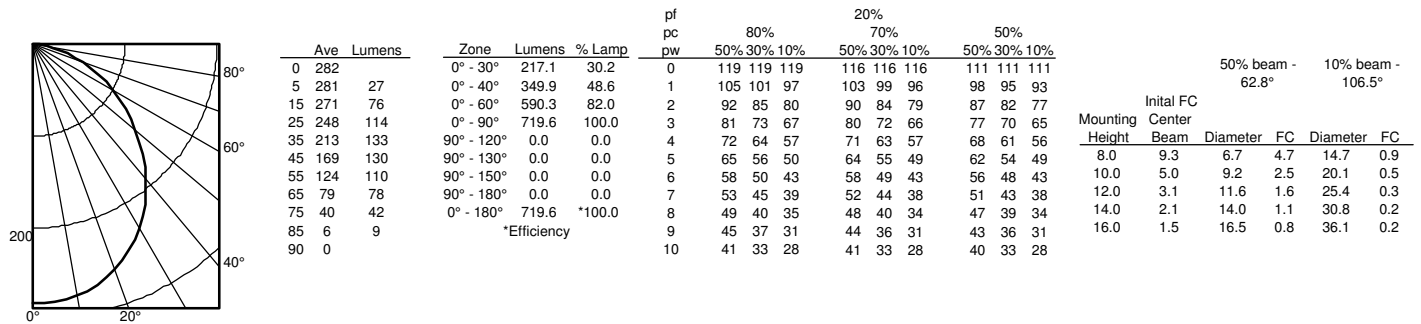 80°
60°
200
40°
0° 20°
Ave Lumens
0 282
5 281 27
15 271 76
25 248 114
35 213 133
45 169 130
55 124 110
65 79 78
75 40 42
85 6 9
90 0
Zone Lumens % Lamp
0° - 30° 217.1 30.2
0° - 40° 349.9 48.6
0° - 60° 590.3 82.0
0° - 90° 719.6 100.0
90° - 120° 0.0 0.0
90° - 130° 0.0 0.0
90° - 150° 0.0 0.0
90° - 180° 0.0 0.0
0° - 180° 719.6 *100.0
*Efficiency
pf 20%
pc 80% 70% 50%
pw 50% 30% 10% 50% 30% 10% 50% 30% 10%
0 119 119 119 116 116 116 111 111 111
1 105 101 97 103 99 96 98 95 93
2 92 85 80 90 84 79 87 82 77
3 81 73 67 80 72 66 77 70 65
4 72 64 57 71 63 57 68 61 56
5 65 56 50 64 55 49 62 54 49
6 58 50 43 58 49 43 56 48 43
7 53 45 39 52 44 38 51 43 38
8 49 40 35 48 40 34 47 39 34
9 45 37 31 44 36 31 43 36 31
10 41 33 28 41 33 28 40 33 28
50% beam - 10% beam -
62.8° 106.5°
Inital FC
Mounting Center
Height Beam Diameter FC Diameter FC
8.0 9.3 6.7 4.7 14.7 0.9
10.0 5.0 9.2 2.5 20.1 0.5
12.0 3.1 11.6 1.6 25.4 0.3
14.0 2.1 14.0 1.1 30.8 0.2
16.0 1.5 16.5 0.8 36.1 0.2